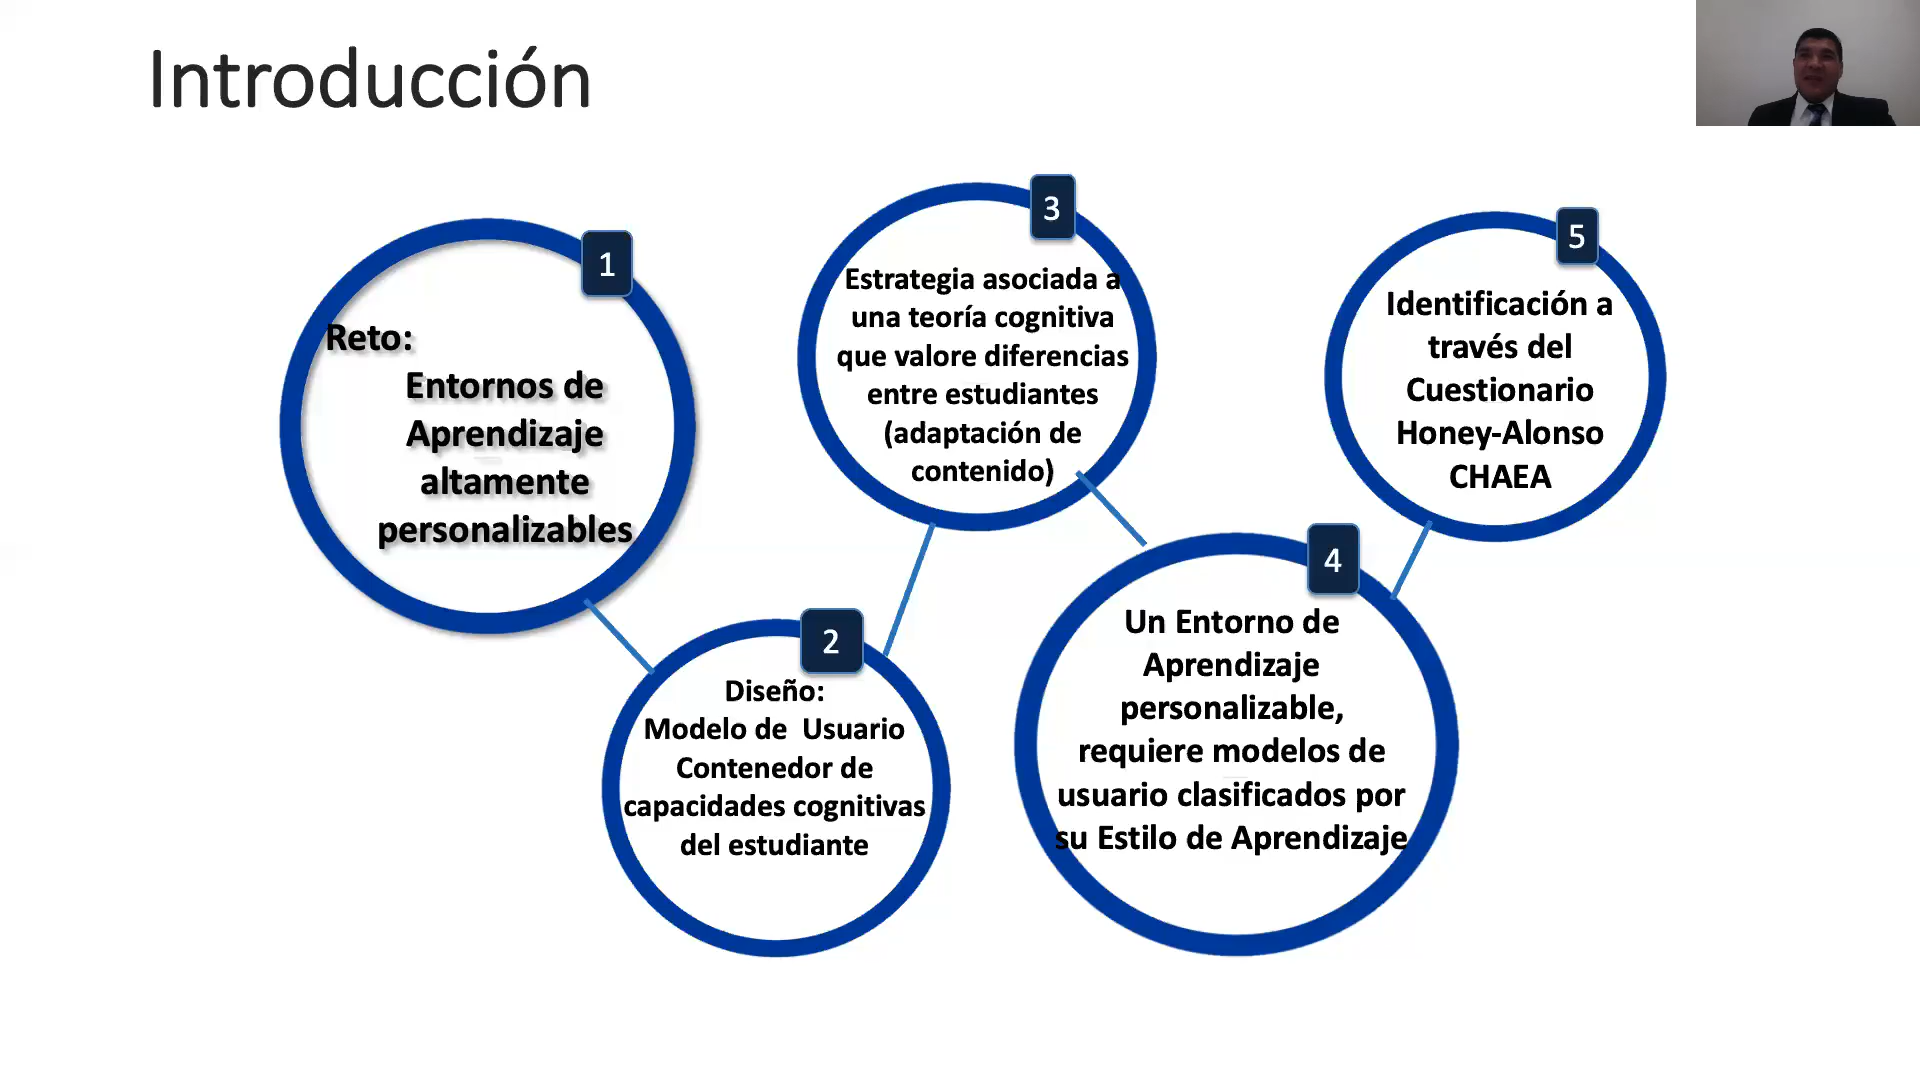 Introducción
1
Reto:
Entornos de
Aprendizaje
altamente
personalizables
2
Diseño:
Modelo de Usuario
Contenedor de
capacidades cognitivas
del estudiante
3
Estrategia asociada a
una teoría cognitiva
que valore diferencias
entre estudiantes
(adaptación de
contenido)
4
Un Entorno de
Aprendizaje
personalizable,
requiere modelos de
usuario clasificados por
su Estilo de Aprendizaje
5
Identificación a
través del
Cuestionario
Honey-Alonso
CHAEA